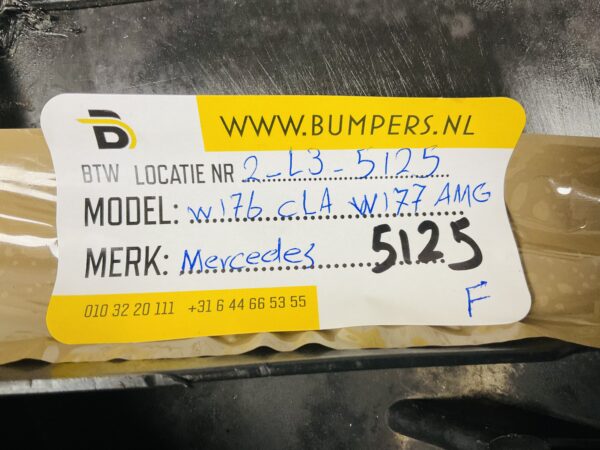 WWW.BUMPERS.NL
BTW LOCATIE NR 2-L3-5125
MODEL: W176 CLA W177 AMG
MERK: Mercedes 5125
010 32 20 111 +31 6 44 66 53 55
F